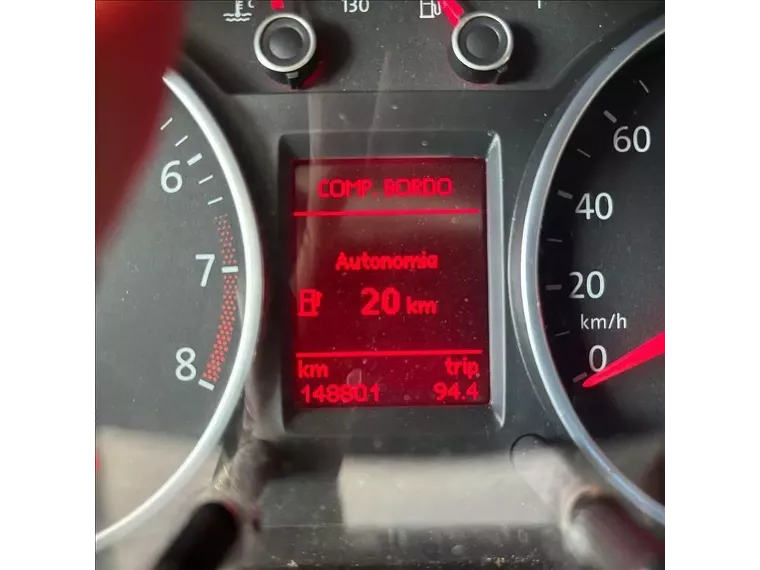 °C 130 1
COMP BORDO
60
6
Autonomia
40
7
20 km
20
km/h
8
km trip
0
148801 94.4